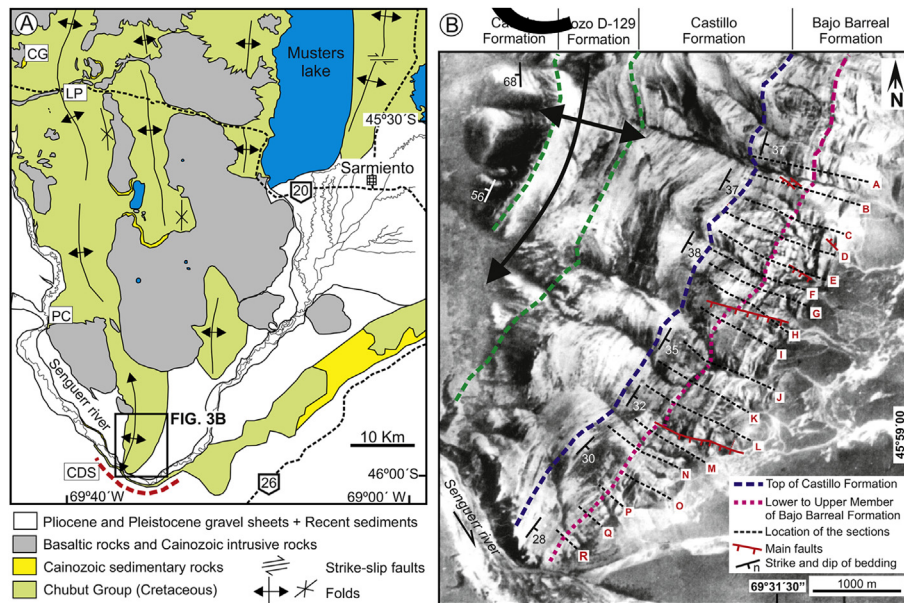 A
CG
LP
Musters
lake
45°30´S
Sarmiento
20
PC
Senguerr river
FIG. 3B
10 Km
CDS
26
46°00´S
69°40´W
69°00´W
Pliocene and Pleistocene gravel sheets + Recent sediments
Basaltic rocks and Cainozoic intrusive rocks
Cainozoic sedimentary rocks
Chubut Group (Cretaceous)
Strike-slip faults
Folds
B
Formation
ozo D-129
Formation
Castillo
Formation
Bajo Barreal
Formation
N
68
56
37
37
38
35
32
30
28
A
B
C
D
E
F
G
H
I
J
K
L
M
N
O
P
Q
R
45°59´00
Senguerr river
Top of Castillo Formation
Lower to Upper Member
of Bajo Barreal Formation
Location of the sections
Main faults
Strike and dip of bedding
n
69°31´30”
1000 m